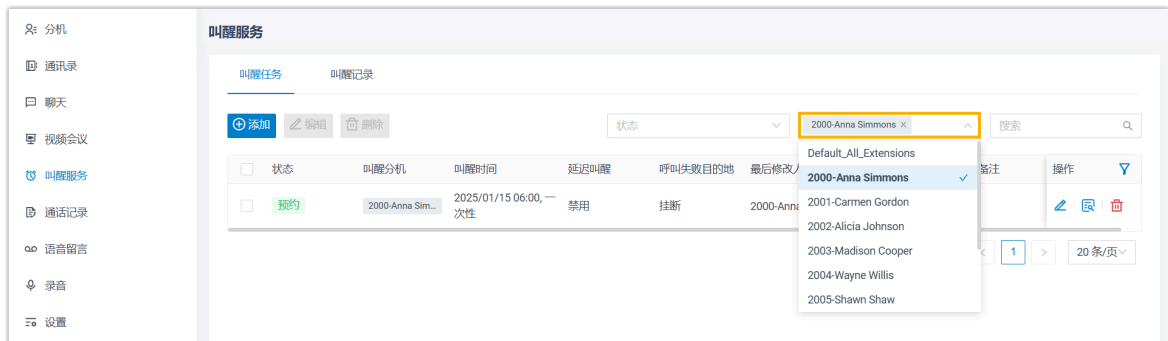 分机
通讯录
聊天
视频会议
叫醒服务
通话记录
语音留言
录音
设置
叫醒服务
叫醒任务 叫醒记录
添加 编辑 删除 状态 2000-Anna Simmons × 搜索
状态 叫醒分机 叫醒时间 延迟叫醒 呼叫失败目的地 最后修改人 备注 操作
预约 2000-Anna Sim... 2025/01/15 06:00, 一次性 禁用 挂断 2000-Anna
Default_All_Extensions
2000-Anna Simmons
2001-Carmen Gordon
2002-Alicia Johnson
2003-Madison Cooper
2004-Wayne Willis
2005-Shawn Shaw
< 1 > 20 条/页